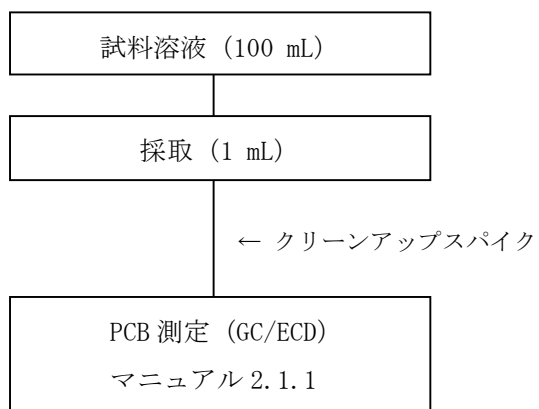 試料溶液 (100 mL)
採取 (1 mL)
← クリーンアップスパイク
PCB 測定 (GC/ECD)
マニュアル 2.1.1